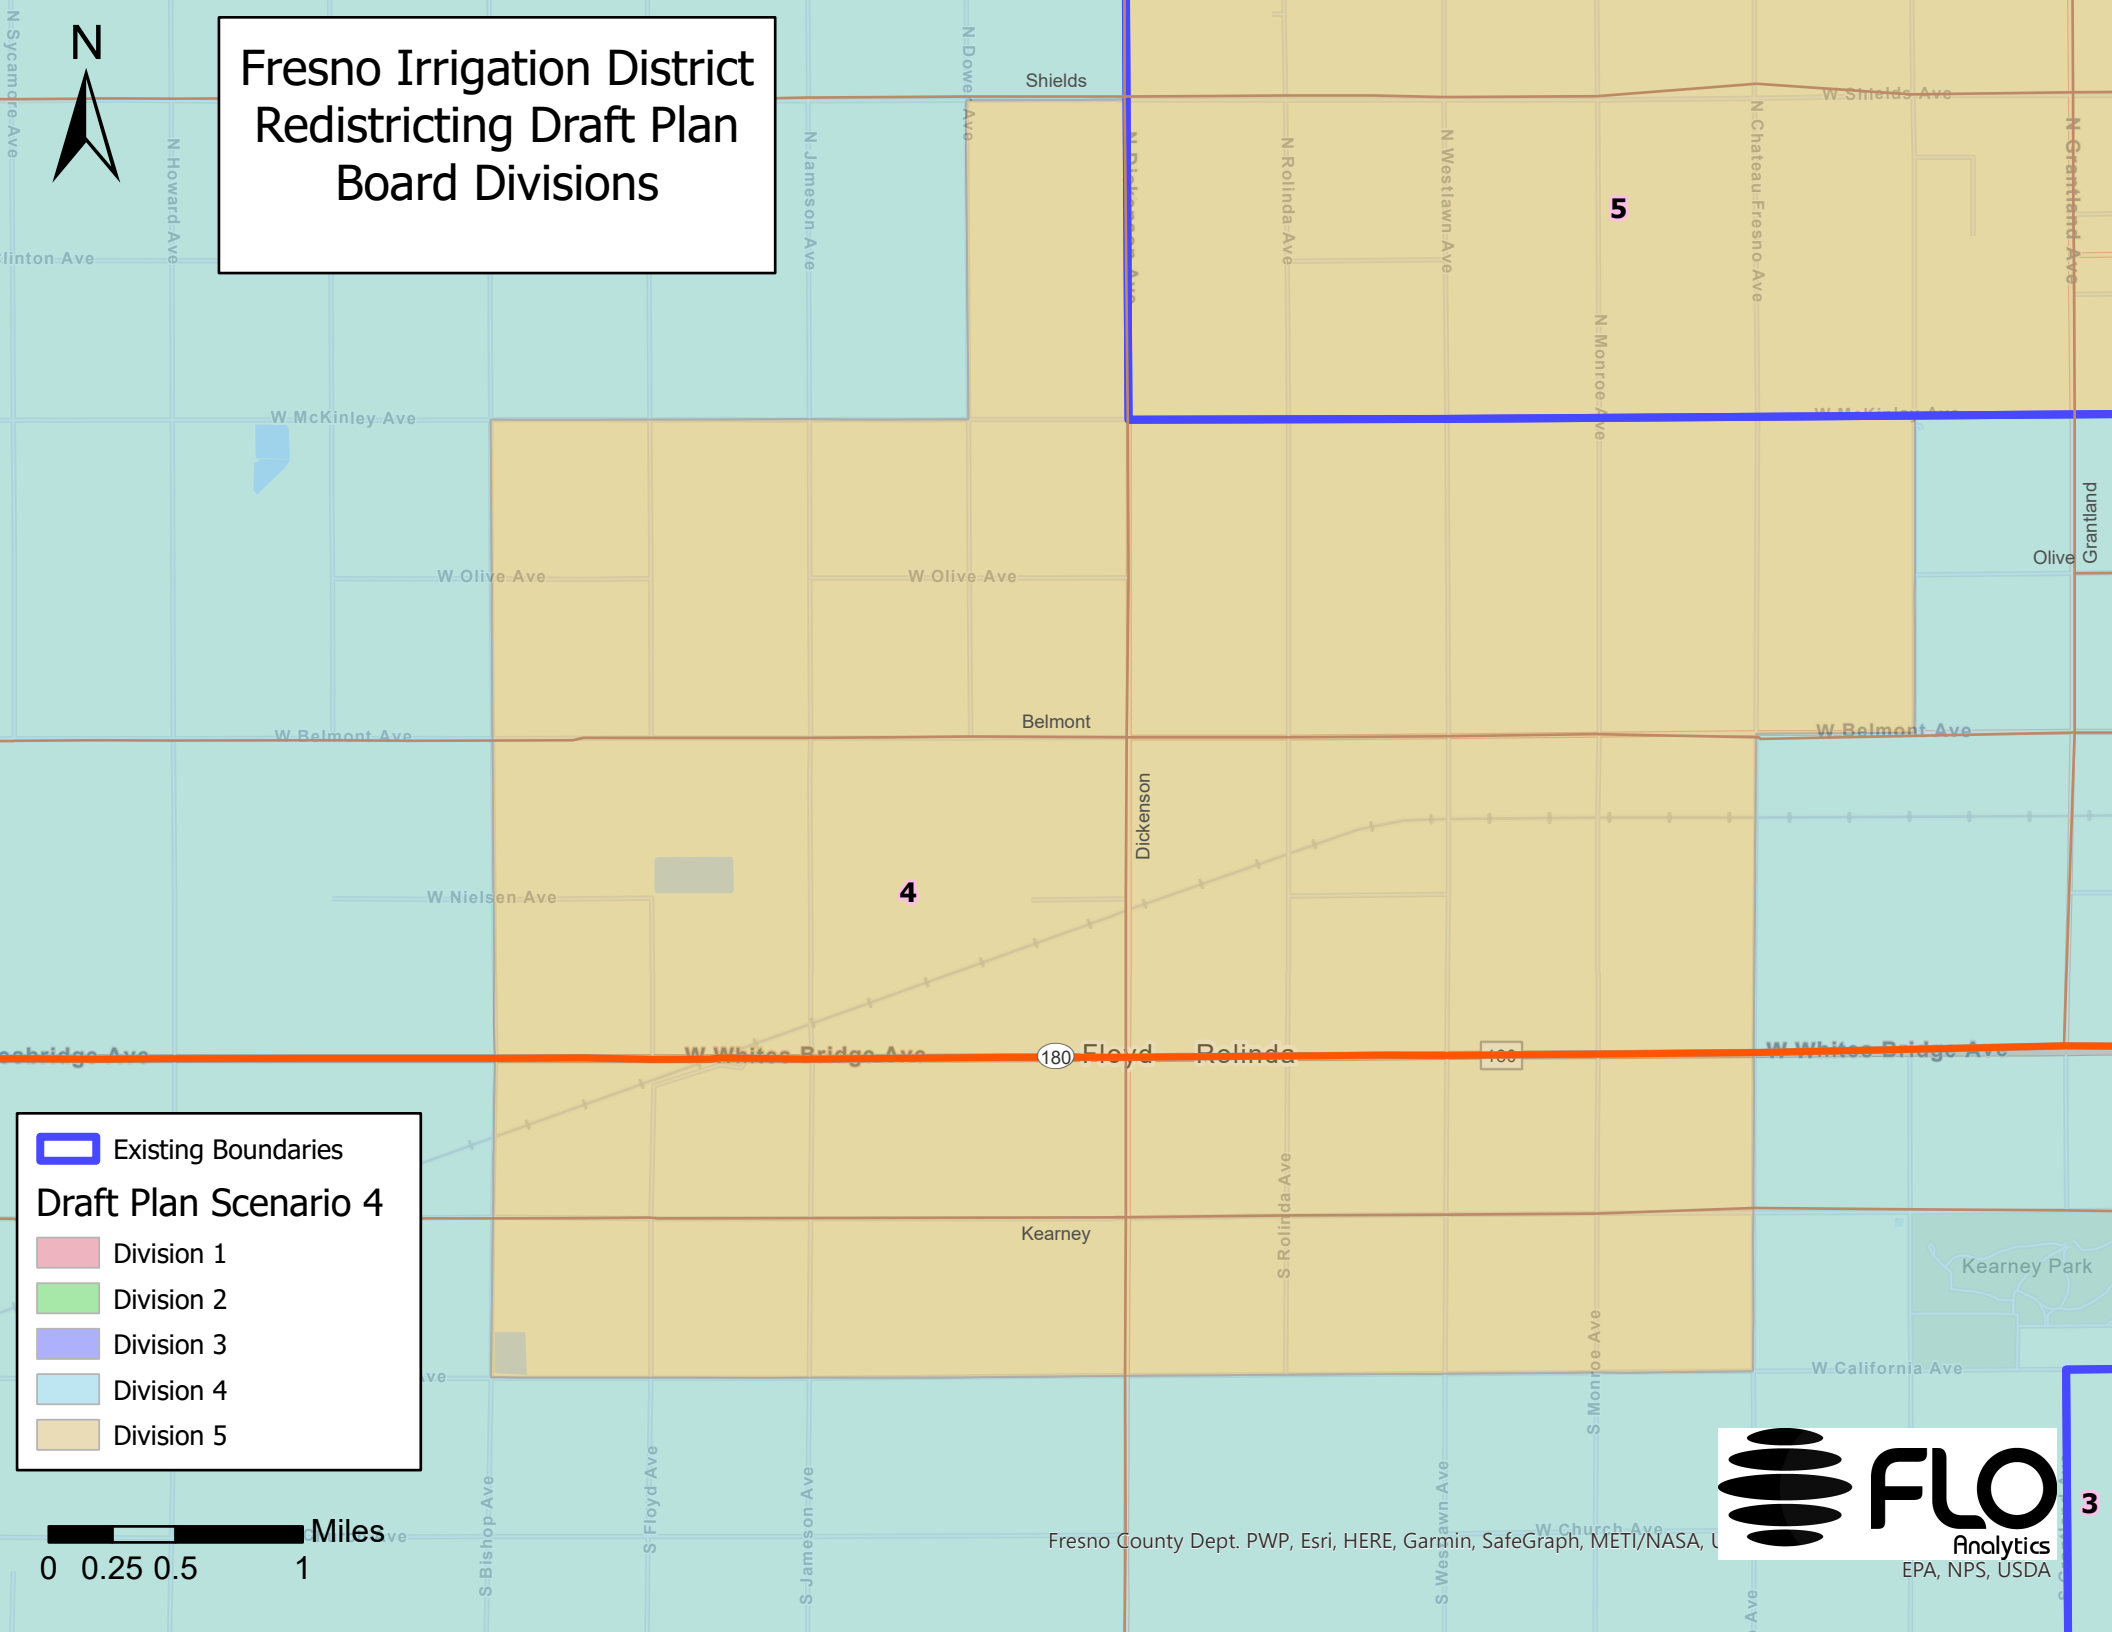 N
Fresno Irrigation District
Redistricting Draft Plan
Board Divisions
N Sycamore Ave
N Howard Ave
N Jameson Ave
Shields
W Shields Ave
N Rolinda Ave
N Westlawn Ave
N Chateau Fresno Ave
N Grantland Ave
N Monroe Ave
5
linton Ave
W McKinley Ave
W McKinley Ave
W Olive Ave
W Olive Ave
Olive
Grantland
W Belmont Ave
Belmont
W Belmont Ave
Dickenson
W Nielsen Ave
4
W Whites Bridge Ave
180
Floyd
Rolinda
180
W Whites Bridge Ave
Existing Boundaries
Draft Plan Scenario 4
Division 1
Division 2
Division 3
Division 4
Division 5
Kearney
S Rolinda Ave
Kearney Park
S Monroe Ave
W California Ave
ve
S Bishop Ave
S Floyd Ave
S Jameson Ave
S Westlawn Ave
W Church Ave
Ave
3
FLO
Analytics
Miles
0 0.25 0.5 1
Fresno County Dept. PWP, Esri, HERE, Garmin, SafeGraph, METI/NASA,
EPA, NPS, USDA